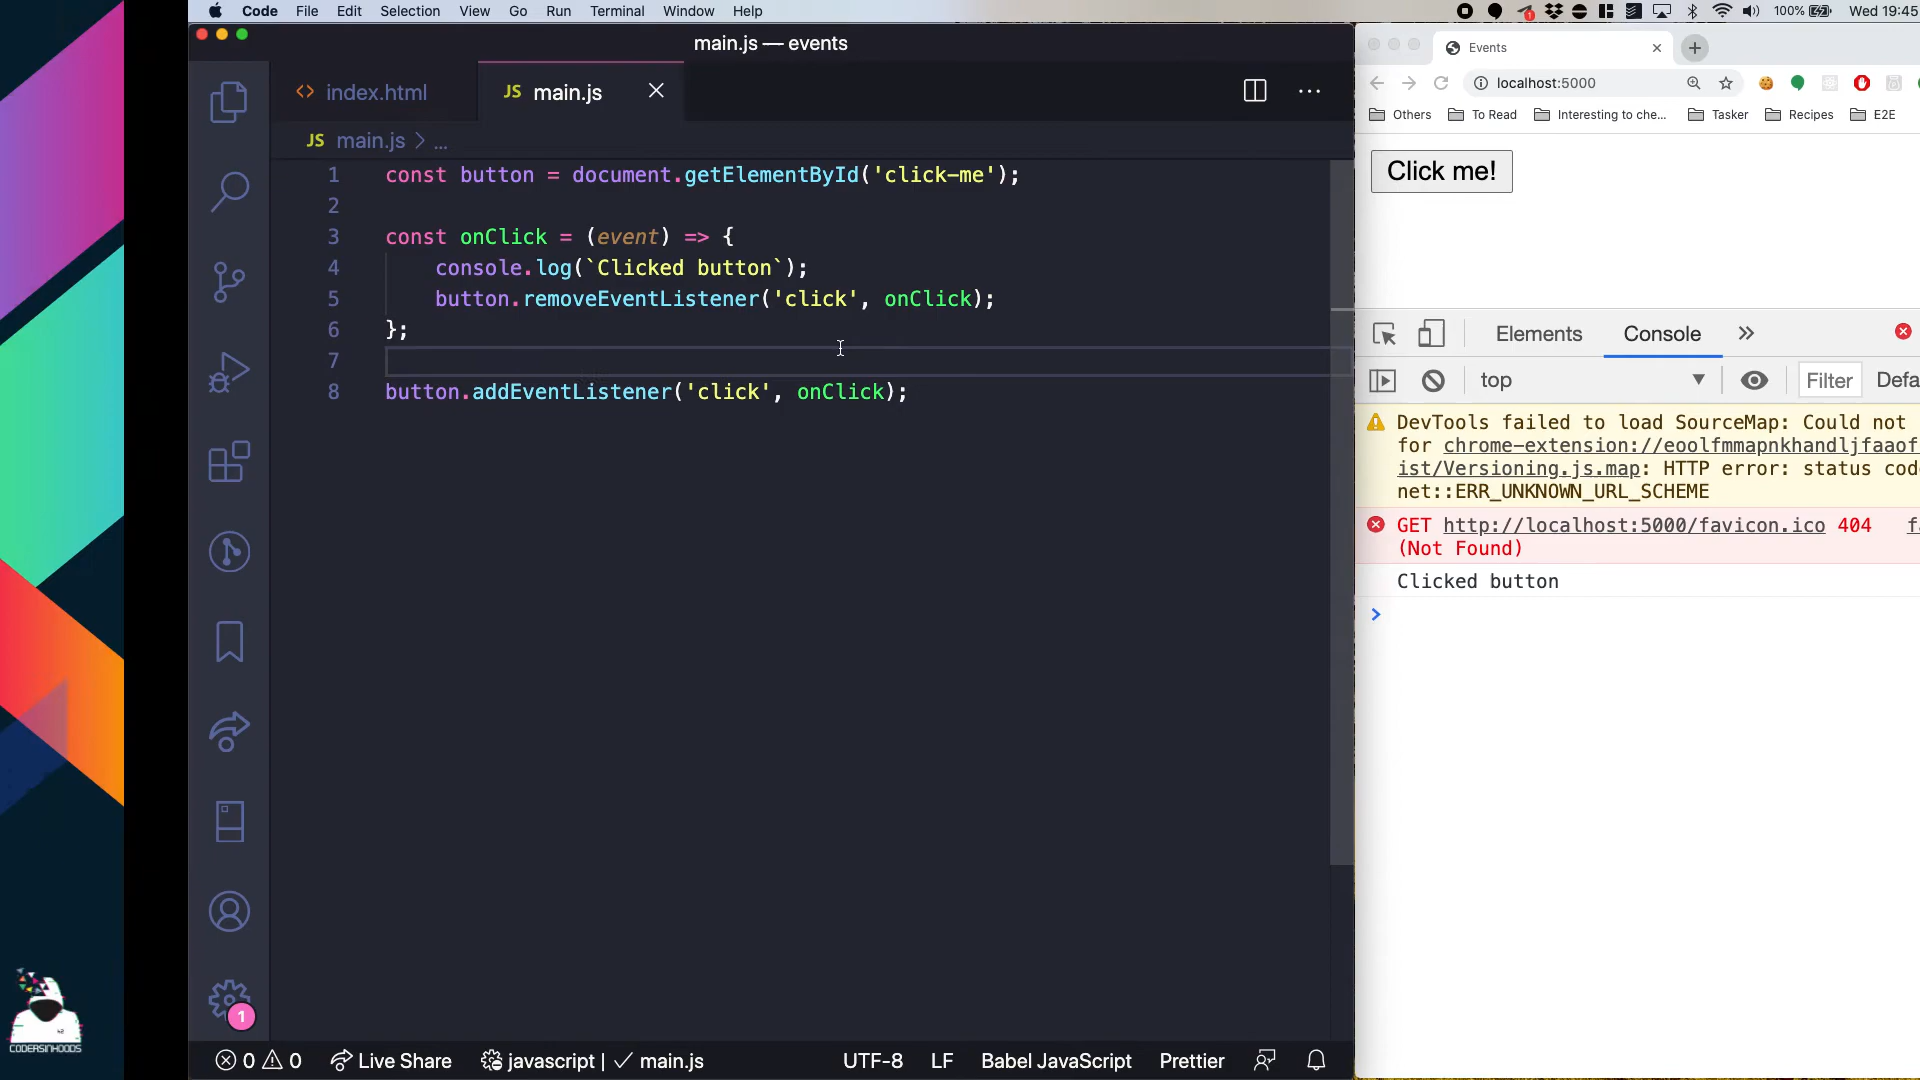 Code File Edit Selection View Go Run Terminal Window Help
100% Wed 19:45
main.js — events
index.html
JS main.js
JS main.js > ...
1 const button = document.getElementById('click-me');
2
3 const onClick = (event) => {
4 console.log(`Clicked button`);
5 button.removeEventListener('click', onClick);
6 };
7
8 button.addEventListener('click', onClick);
1
CODERSINHOODS
0 0 Live Share javascript | ✓ main.js UTF-8 LF Babel JavaScript Prettier
Events
localhost:5000
Others To Read Interesting to che... Tasker Recipes E2E
Click me!
Elements Console »
top Filter Defa
DevTools failed to load SourceMap: Could not
for chrome-extension://eoolfmmapnkhandljfaaof
ist/Versioning.js.map: HTTP error: status cod
net::ERR_UNKNOWN_URL_SCHEME
GET http://localhost:5000/favicon.ico 404
(Not Found)
Clicked button
>